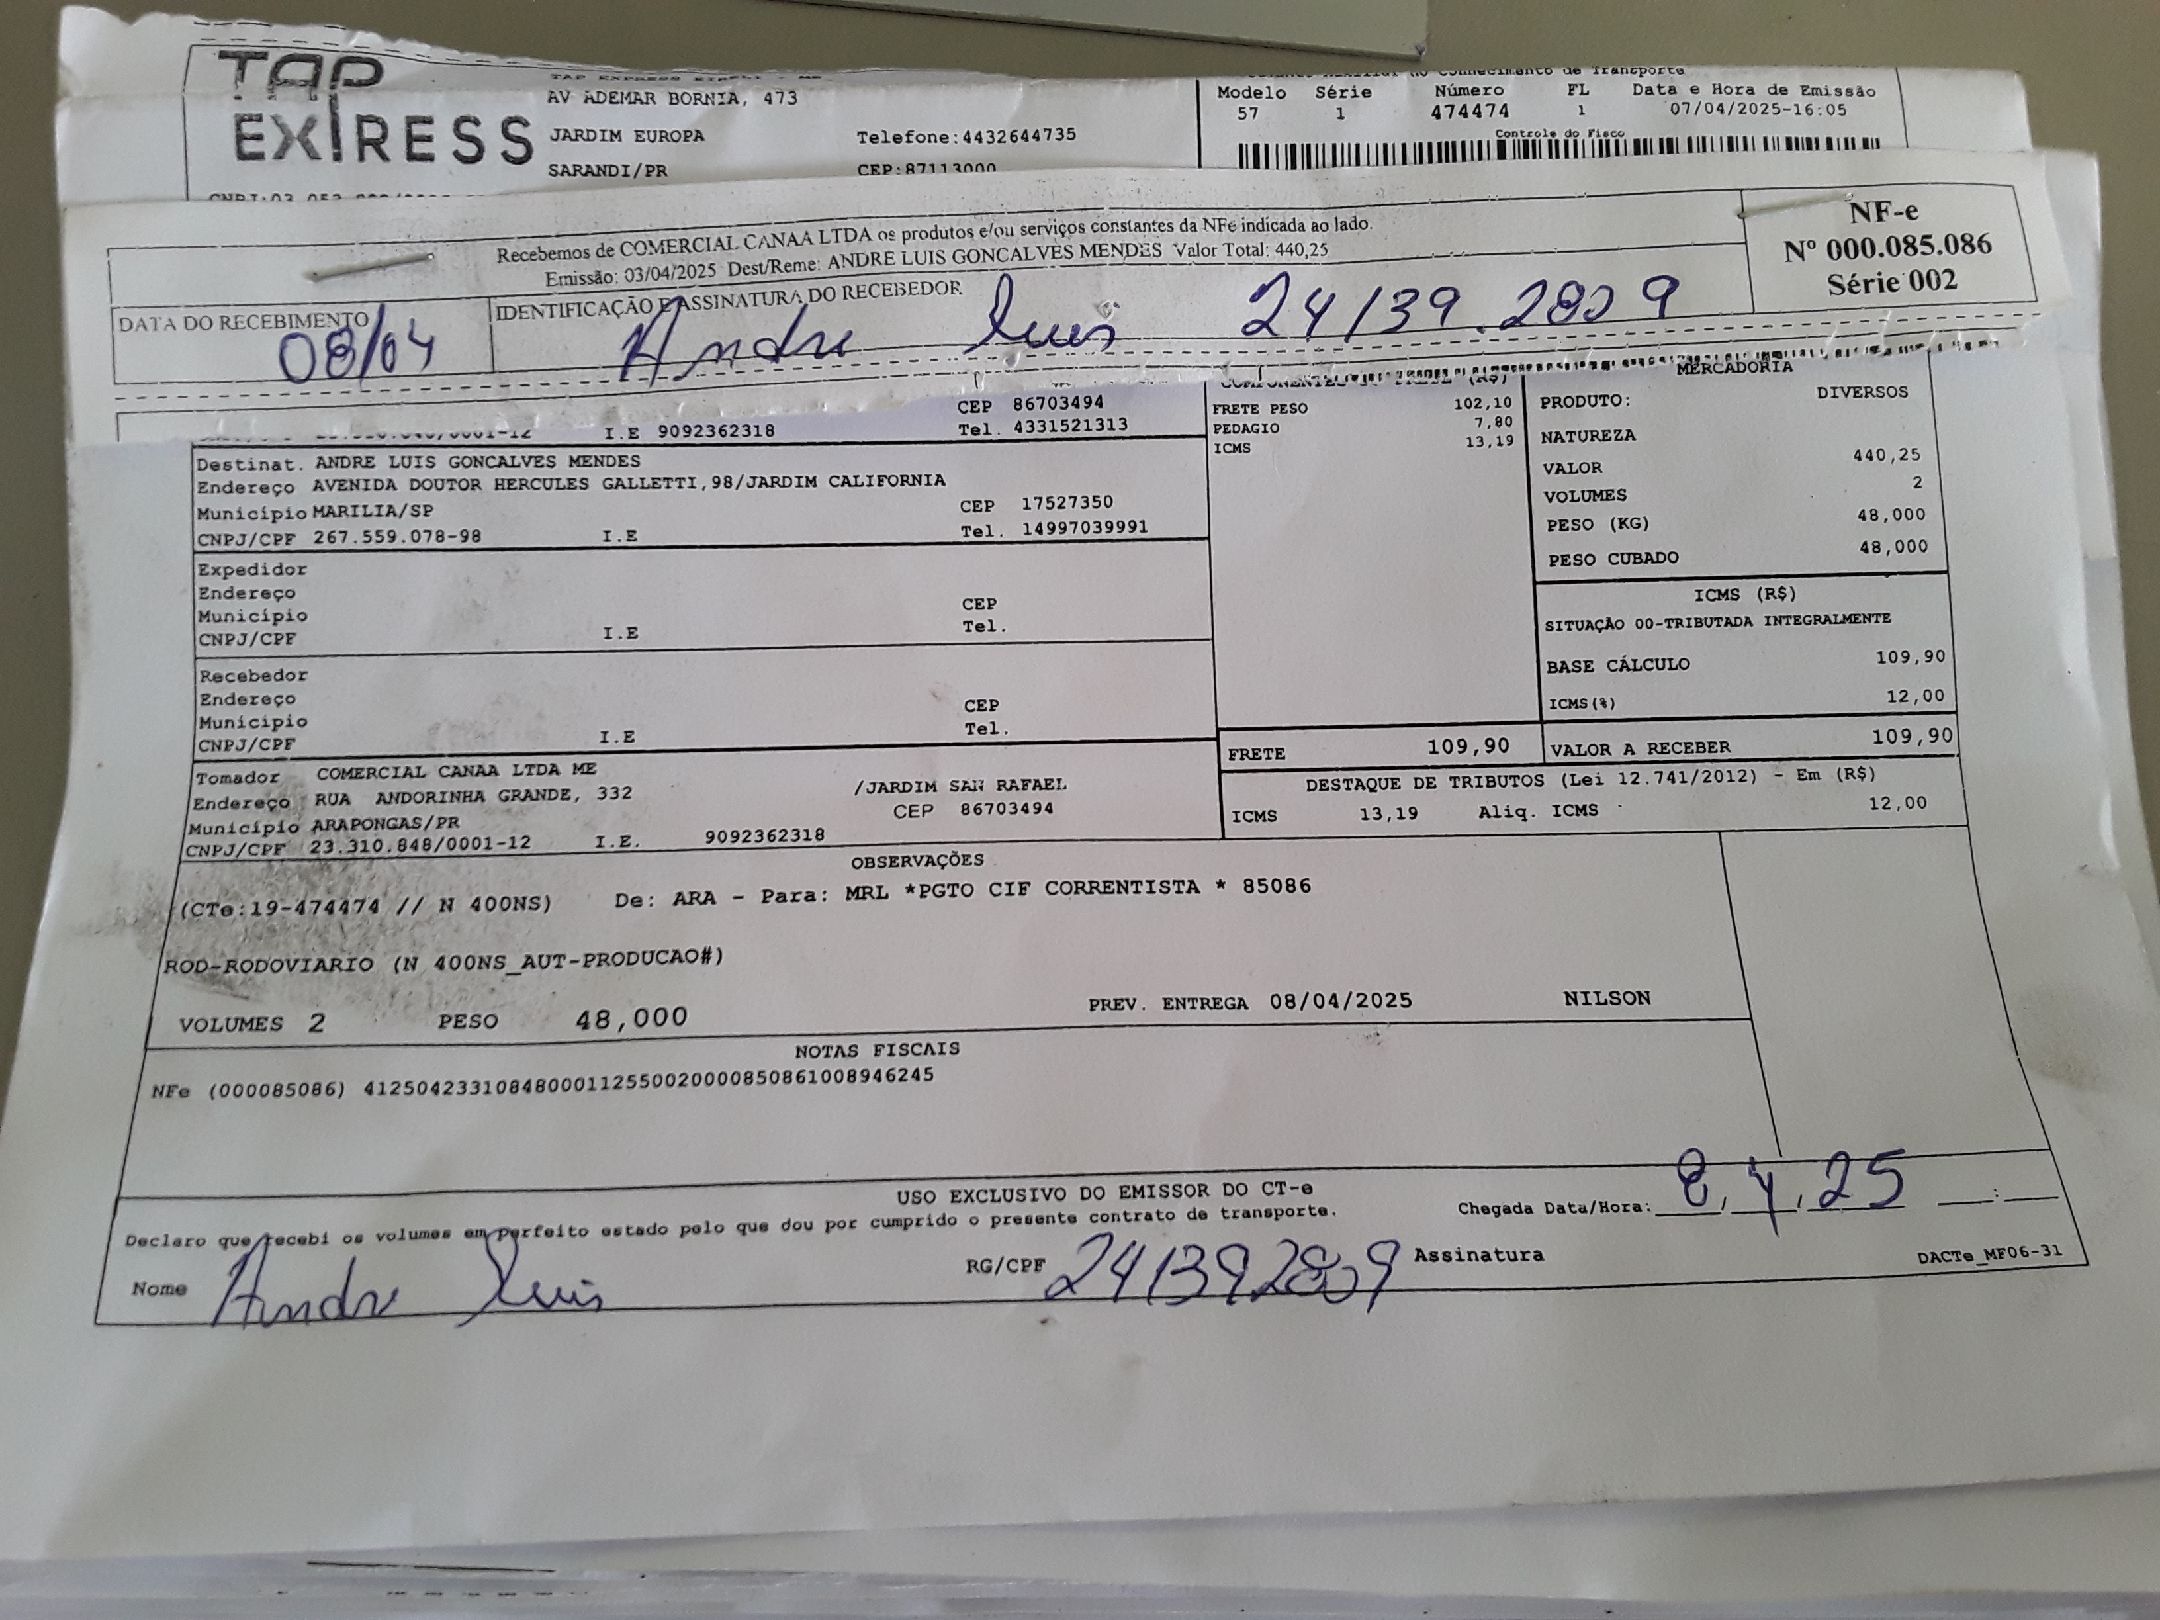 TAP EXPRESS
AV ADEMAR BORNIA, 473
JARDIM EUROPA Telefone:4432644735
SARANDI/PR CEP:87113000
Conhecimento de Transporte
Modelo Série Número FL Data e Hora de Emissão
57 1 474474 1 07/04/2025-16:05
Controle do Fisco
Recebemos de COMERCIAL CANAA LTDA os produtos e/ou serviços constantes da NFe indicada ao lado.
Emissão: 03/04/2025 Dest/Reme: ANDRE LUIS GONCALVES MENDES Valor Total: 440,25
NF-e
Nº 000.085.086
Série 002
DATA DO RECEBIMENTO
08/04
IDENTIFICAÇÃO E ASSINATURA DO RECEBEDOR
Andre Luis 24139.2809
CEP 86703494
I.E 9092362318 Tel. 4331521313
Destinat. ANDRE LUIS GONCALVES MENDES
Endereço AVENIDA DOUTOR HERCULES GALLETTI,98/JARDIM CALIFORNIA
Município MARILIA/SP CEP 17527350
CNPJ/CPF 267.559.078-98 I.E Tel. 14997039991
Expedidor
Endereço
Município CEP
CNPJ/CPF I.E Tel.
Recebedor
Endereço
Município CEP
CNPJ/CPF I.E Tel.
Tomador COMERCIAL CANAA LTDA ME
Endereço RUA ANDORINHA GRANDE, 332 /JARDIM SAN RAFAEL
Município ARAPONGAS/PR CEP 86703494
CNPJ/CPF 23.310.848/0001-12 I.E. 9092362318
FRETE PESO 102,10
PEDAGIO 7,80
ICMS 13,19
MERCADORIA
PRODUTO: DIVERSOS
NATUREZA
VALOR 440,25
VOLUMES 2
PESO (KG) 48,000
PESO CUBADO 48,000
ICMS (R$)
SITUAÇÃO 00-TRIBUTADA INTEGRALMENTE
BASE CÁLCULO 109,90
ICMS(%) 12,00
FRETE 109,90 VALOR A RECEBER 109,90
DESTAQUE DE TRIBUTOS (Lei 12.741/2012) - Em (R$)
ICMS 13,19 Aliq. ICMS 12,00
OBSERVAÇÕES
(CTe:19-474474 // N 400NS) De: ARA - Para: MRL *PGTO CIF CORRENTISTA * 85086
ROD-RODOVIARIO (N 400NS_AUT-PRODUCAO#)
VOLUMES 2 PESO 48,000 PREV. ENTREGA 08/04/2025 NILSON
NOTAS FISCAIS
NFe (000085086) 41250423310848000112550020000850861008946245
USO EXCLUSIVO DO EMISSOR DO CT-e
Declaro que recebi os volumes em perfeito estado pelo que dou por cumprido o presente contrato de transporte.
Chegada Data/Hora: 8/4/25 __:__
Nome Andre Luis RG/CPF 241392809 Assinatura
DACTe_MF06-31